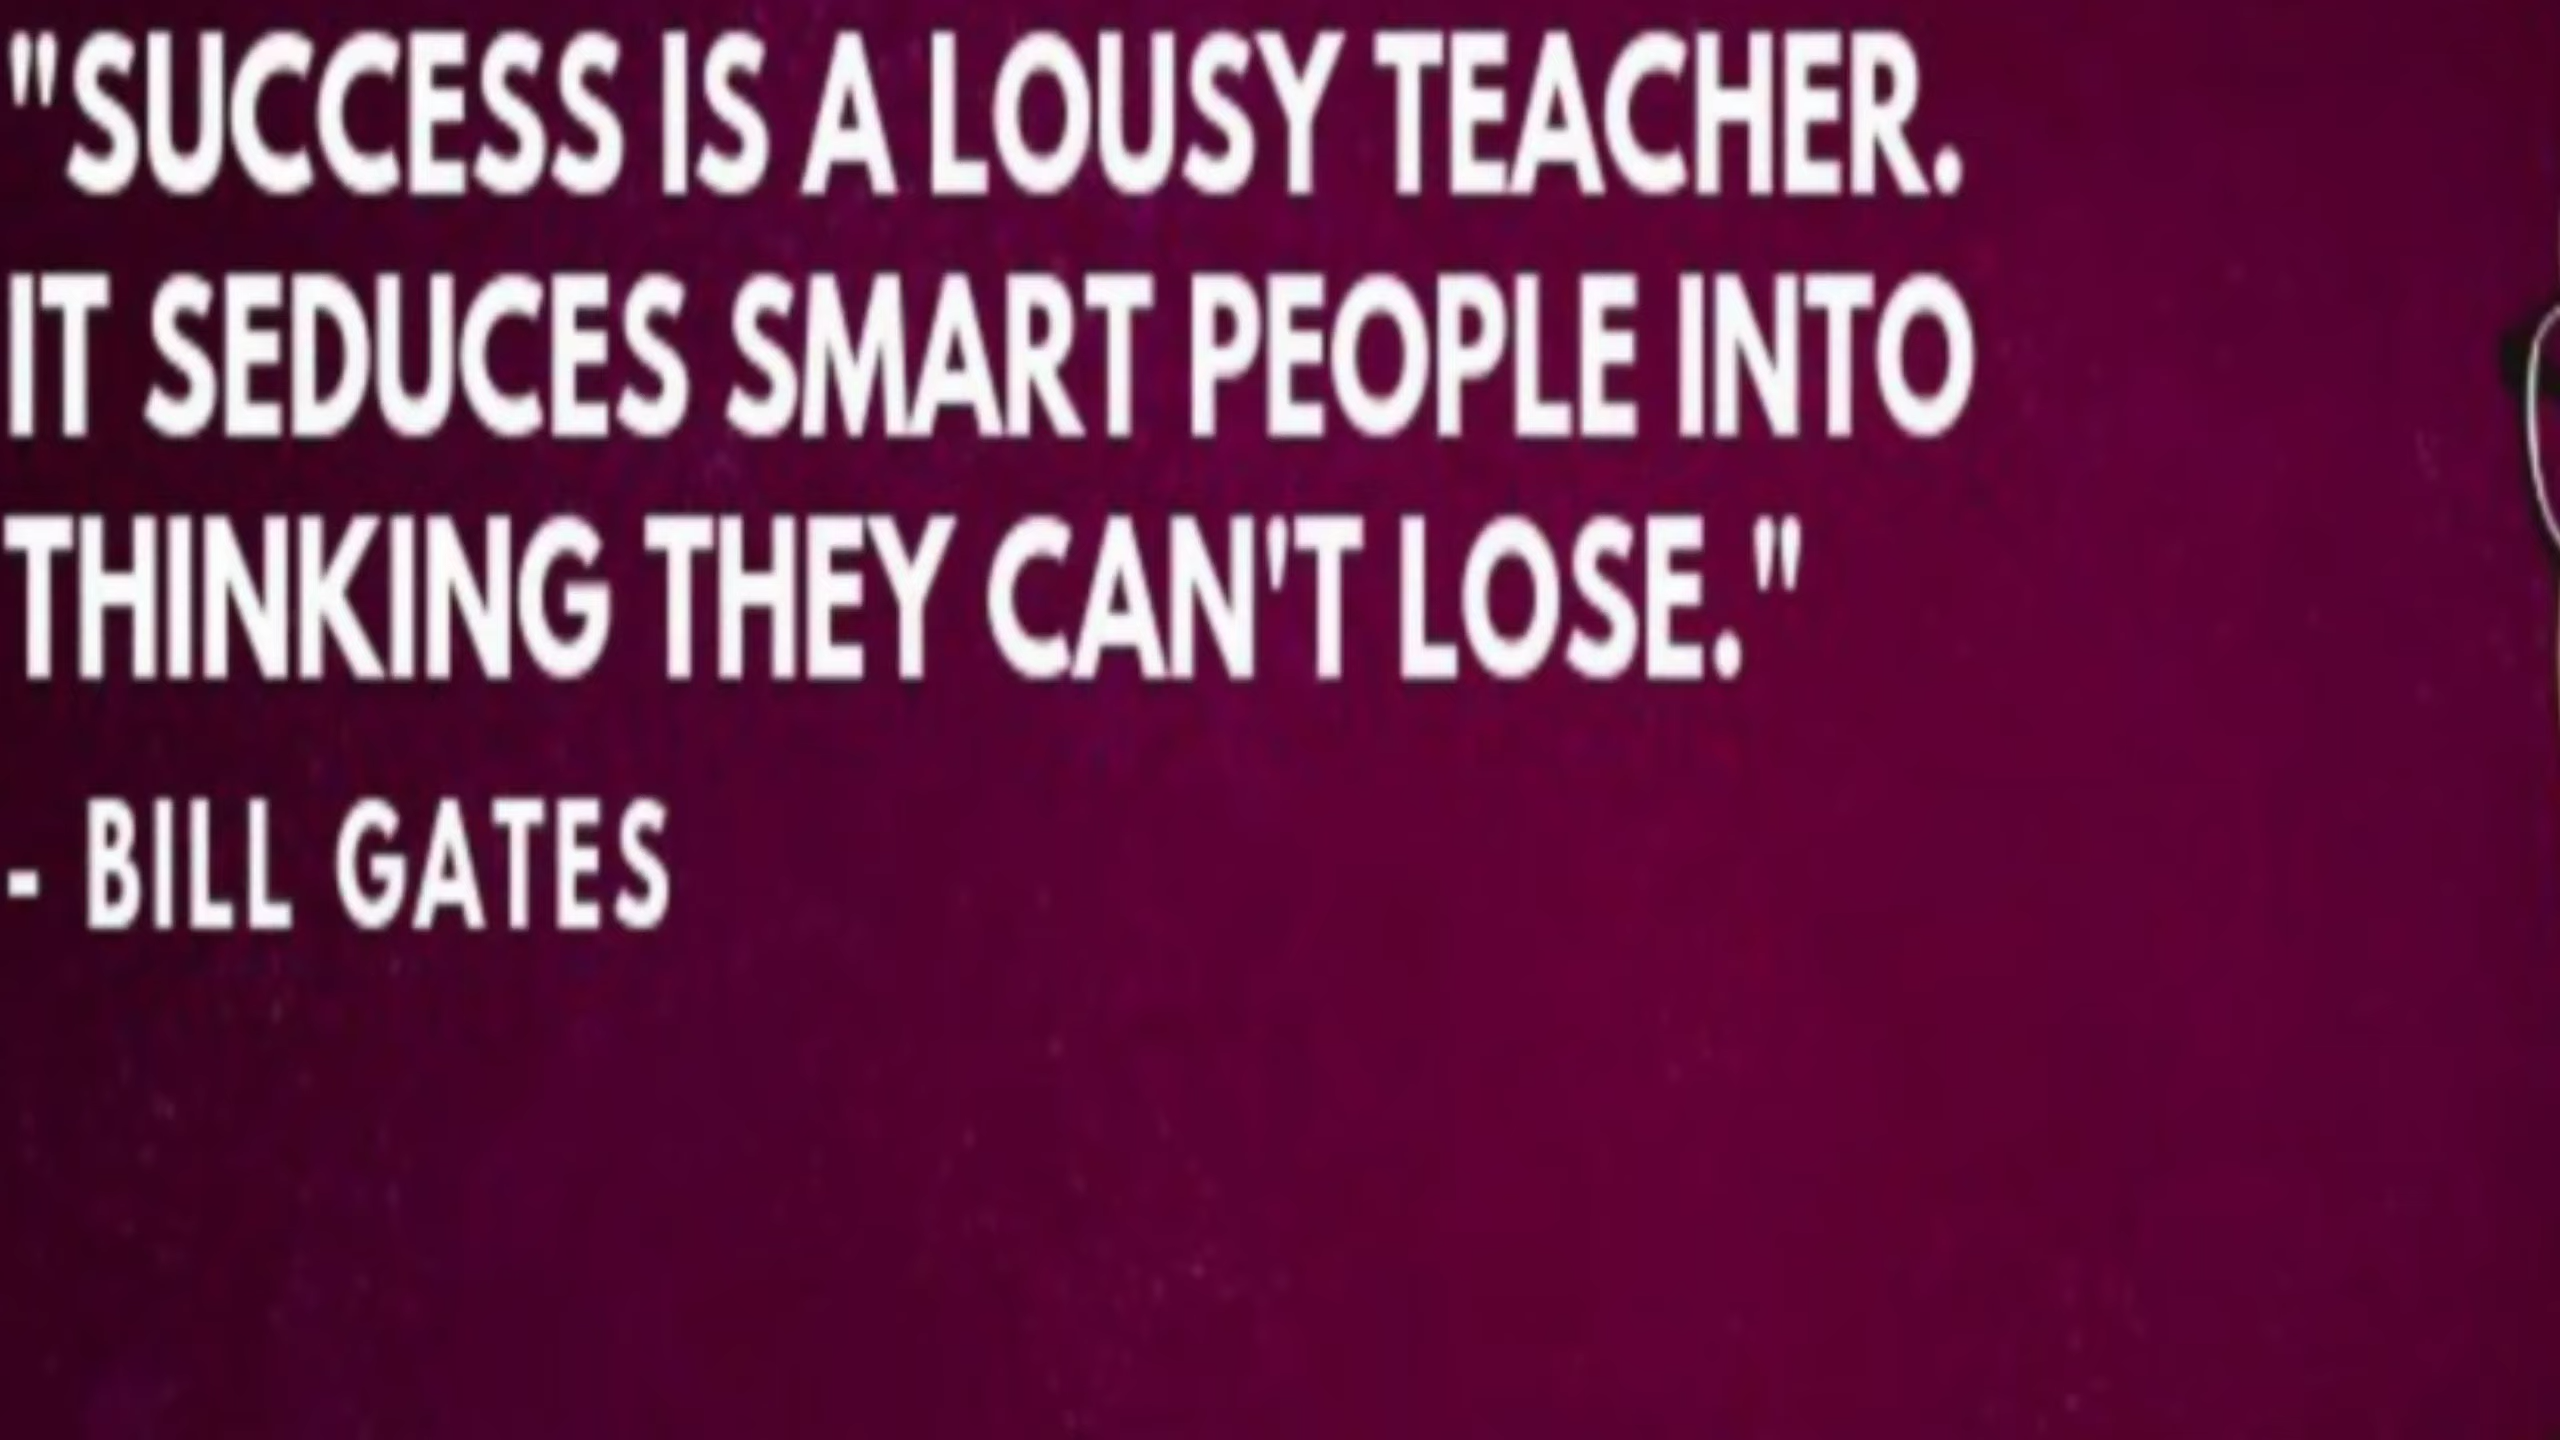 "SUCCESS IS A LOUSY TEACHER.
IT SEDUCES SMART PEOPLE INTO
THINKING THEY CAN'T LOSE."
- BILL GATES